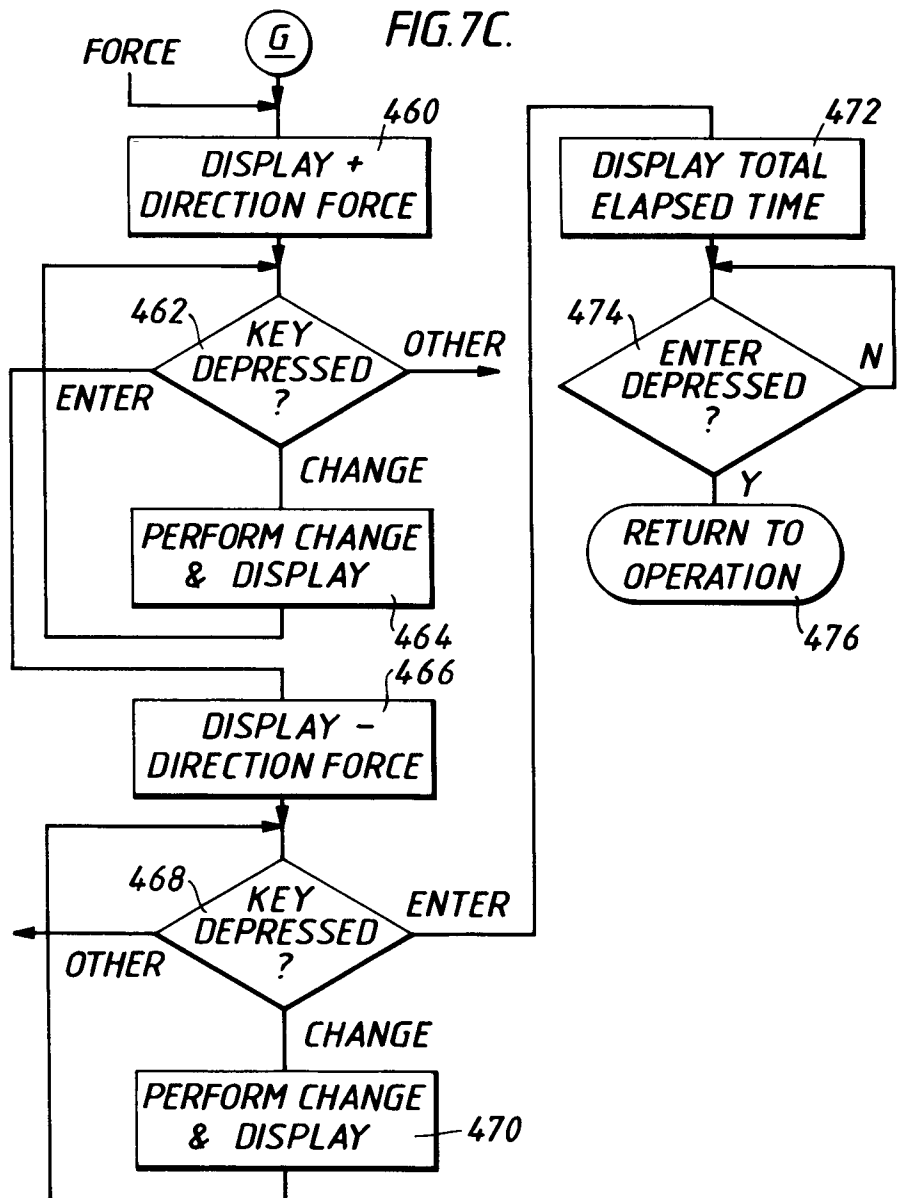 FIG.7C.
G
FORCE
460
DISPLAY +
DIRECTION FORCE
462
KEY
DEPRESSED
?
OTHER
ENTER
CHANGE
PERFORM CHANGE
& DISPLAY
464
466
DISPLAY -
DIRECTION FORCE
468
KEY
DEPRESSED
?
ENTER
OTHER
CHANGE
PERFORM CHANGE
& DISPLAY
470
472
DISPLAY TOTAL
ELAPSED TIME
474
ENTER
DEPRESSED
?
N
Y
RETURN TO
OPERATION
476